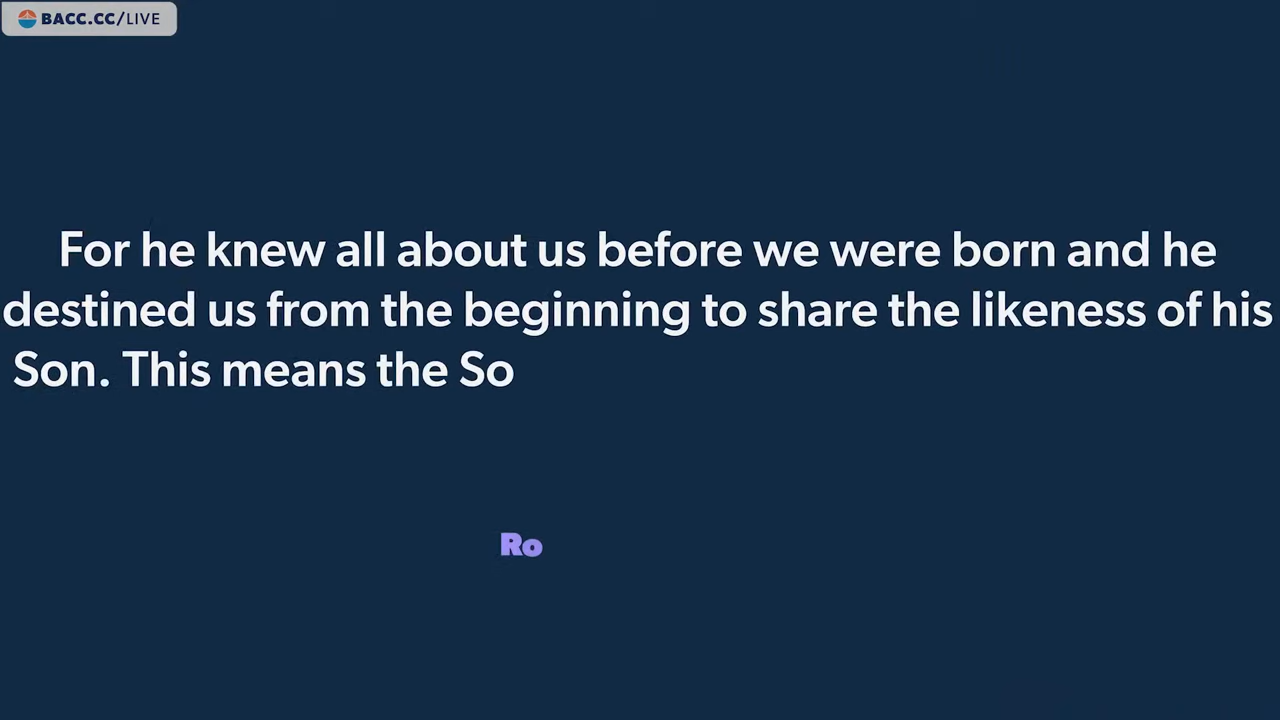 BACC.CC/LIVE
For he knew all about us before we were born and he
destined us from the beginning to share the likeness of his
Son. This means the So
Ro